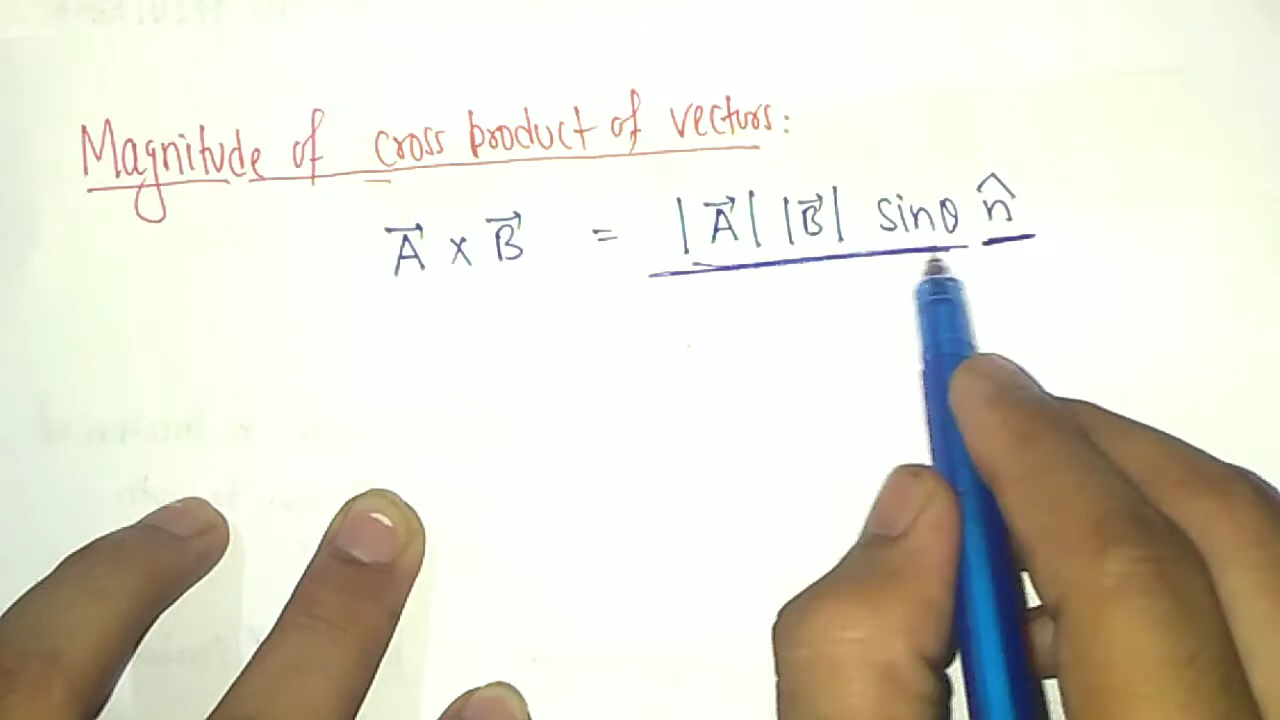 Magnitude of cross product of vectors:
A⃗ × B⃗ = |A⃗| |B⃗| sinθ n̂